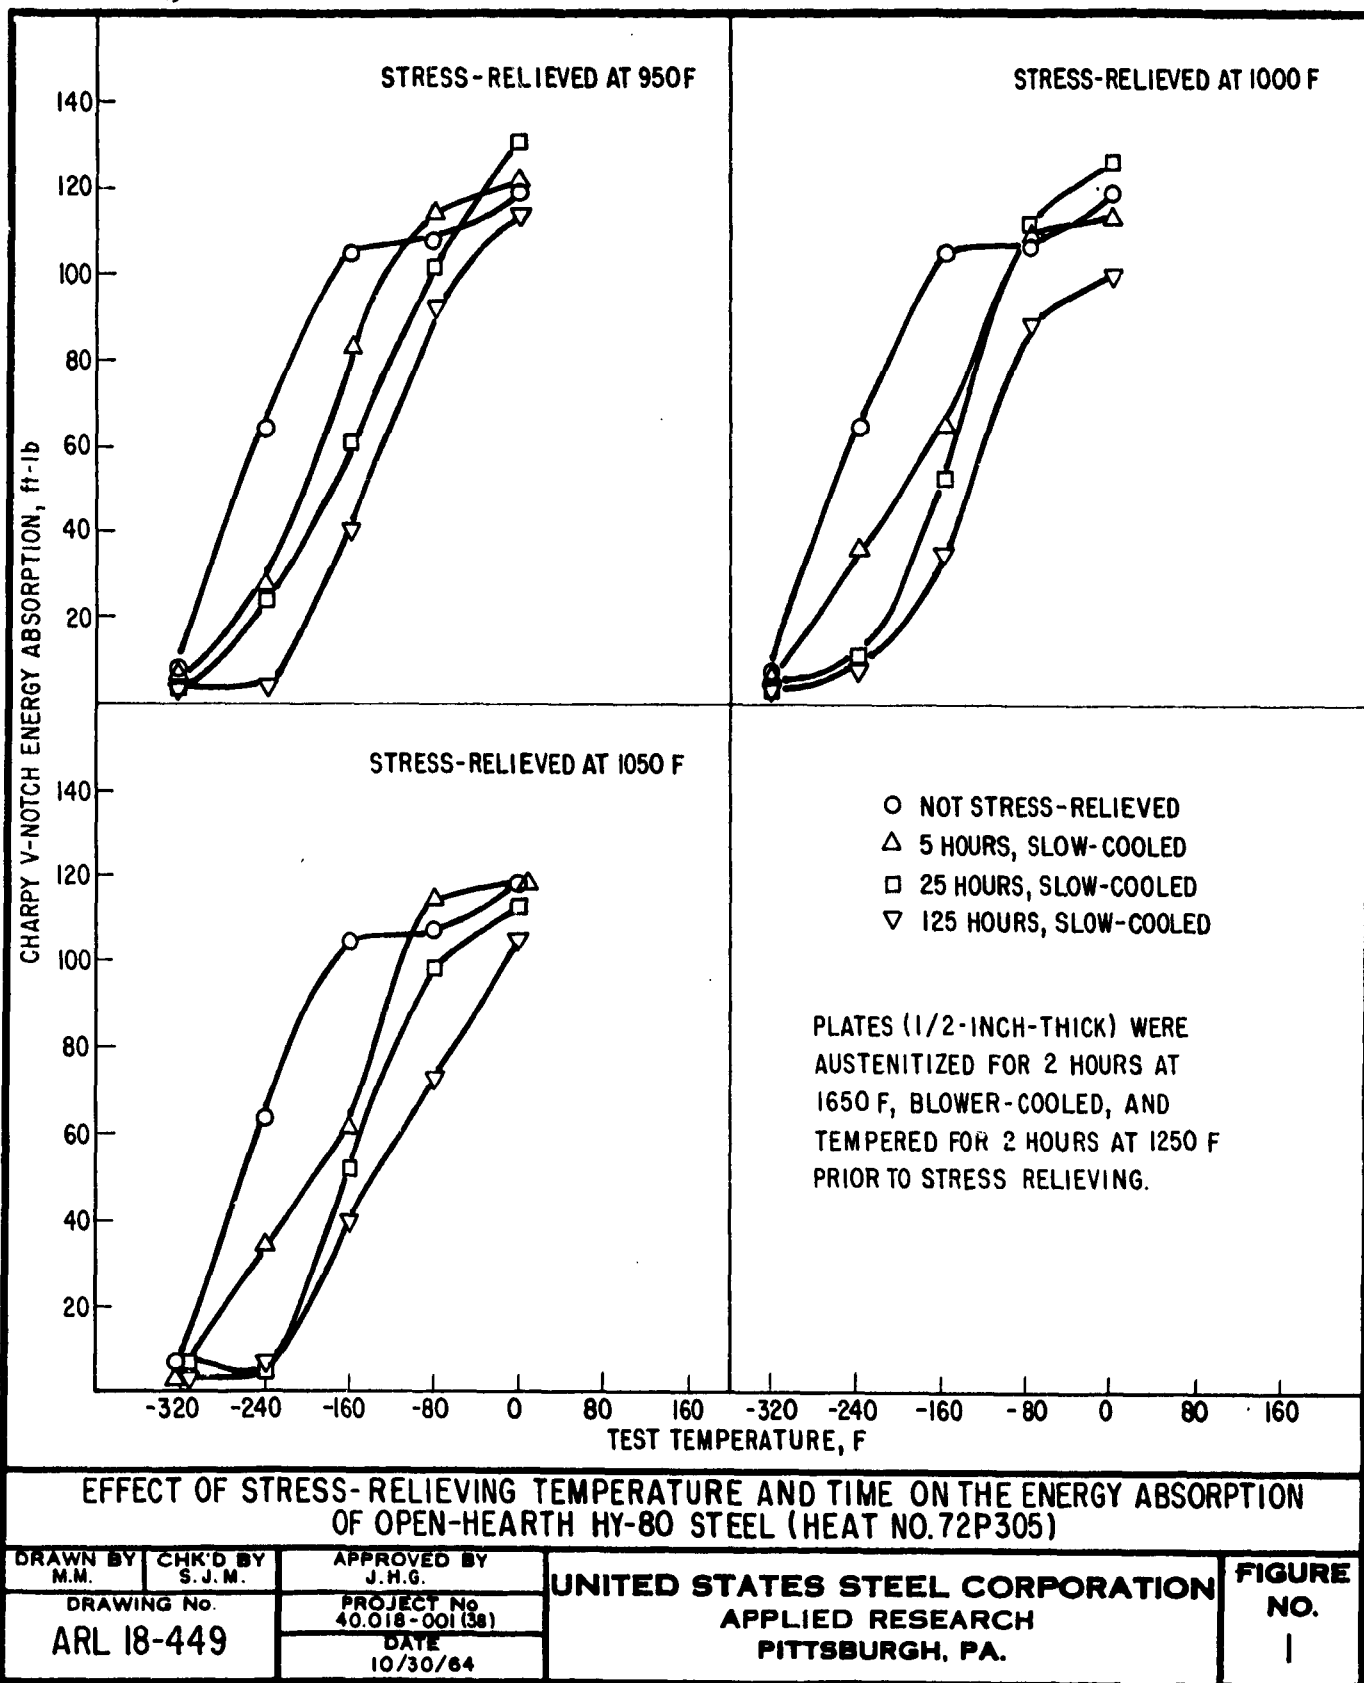 STRESS-RELIEVED AT 950F
STRESS-RELIEVED AT 1000 F
140
120
100
80
60
40
20
CHARPY V-NOTCH ENERGY ABSORPTION, ft-lb
STRESS-RELIEVED AT 1050 F
140
120
100
80
60
40
20
○ NOT STRESS-RELIEVED
△ 5 HOURS, SLOW-COOLED
□ 25 HOURS, SLOW-COOLED
▽ 125 HOURS, SLOW-COOLED
PLATES (1/2-INCH-THICK) WERE
AUSTENITIZED FOR 2 HOURS AT
1650 F, BLOWER-COOLED, AND
TEMPERED FOR 2 HOURS AT 1250 F
PRIOR TO STRESS RELIEVING.
-320 -240 -160 -80 0 80 160 -320 -240 -160 -80 0 80 160
TEST TEMPERATURE, F
EFFECT OF STRESS-RELIEVING TEMPERATURE AND TIME ON THE ENERGY ABSORPTION
OF OPEN-HEARTH HY-80 STEEL (HEAT NO. 72P305)
DRAWN BY
M.M.
CHK'D BY
S.J.M.
APPROVED BY
J.H.G.
DRAWING No.
ARL 18-449
PROJECT No
40.018-001 (38)
DATE
10/30/64
UNITED STATES STEEL CORPORATION
APPLIED RESEARCH
PITTSBURGH, PA.
FIGURE
NO.
1